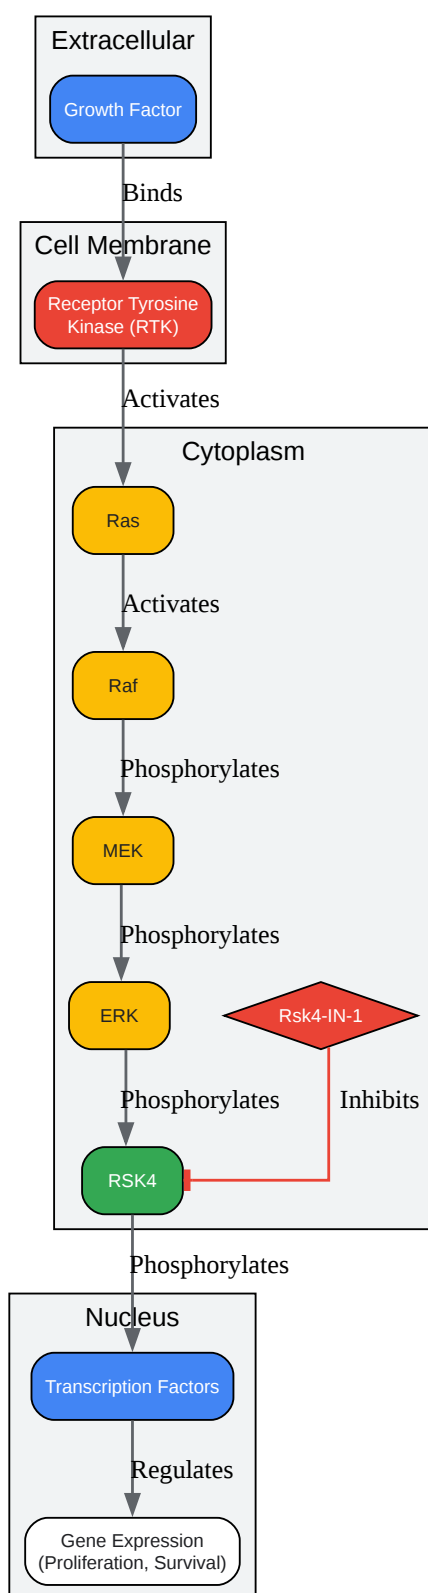 Extracellular
Growth Factor
Binds
Cell Membrane
Receptor Tyrosine
Kinase (RTK)
Activates
Cytoplasm
Ras
Activates
Raf
Phosphorylates
MEK
Phosphorylates
ERK
Rsk4-IN-1
Phosphorylates
Inhibits
RSK4
Phosphorylates
Nucleus
Transcription Factors
Regulates
Gene Expression
(Proliferation, Survival)